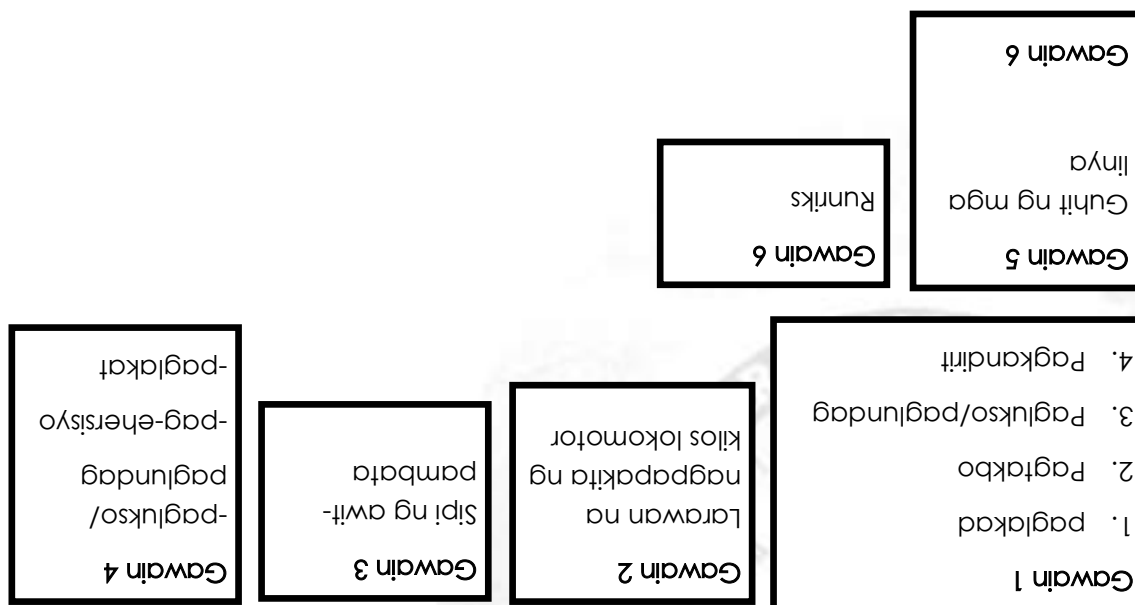 Gawain 1
1. paglakad
2. Pagtakbo
3. Paglukso/paglundag
4. Pagkandirit
Gawain 2
Larawan na
nagpapakita ng
kilos lokomotor
Gawain 3
Sipi ng awit-
pambata
Gawain 4
-paglukso/
paglundag
-pag-ehersisyo
-paglakat
Gawain 5
Guhit ng mga
linya
Gawain 6
Gawain 6
Runriks